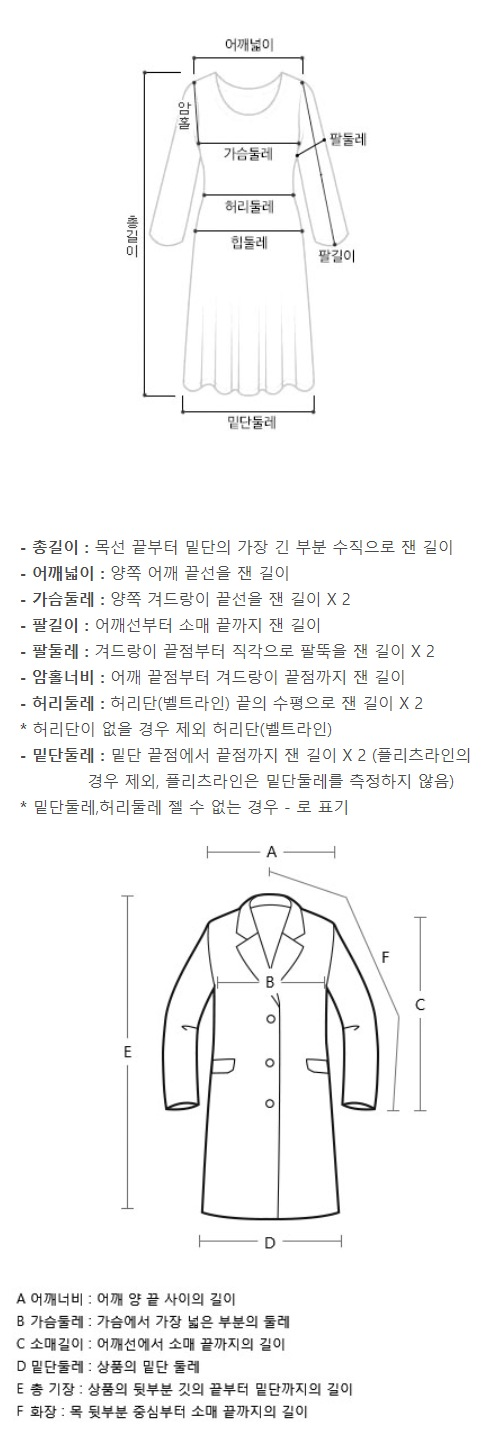 어깨넓이
암홀
팔둘레
가슴둘레
허리둘레
총길이
힙둘레
팔길이
밑단둘레
- 총길이 : 목선 끝부터 밑단의 가장 긴 부분 수직으로 잰 길이
- 어깨넓이 : 양쪽 어깨 끝선을 잰 길이
- 가슴둘레 : 양쪽 겨드랑이 끝선을 잰 길이 X 2
- 팔길이 : 어깨선부터 소매 끝까지 잰 길이
- 팔둘레 : 겨드랑이 끝점부터 직각으로 팔뚝을 잰 길이 X 2
- 암홀너비 : 어깨 끝점부터 겨드랑이 끝점까지 잰 길이
- 허리둘레 : 허리단(벨트라인) 끝의 수평으로 잰 길이 X 2
* 허리단이 없을 경우 제외 허리단(벨트라인)
- 밑단둘레 : 밑단 끝점에서 끝점까지 잰 길이 X 2 (플리츠라인의
경우 제외, 플리츠라인은 밑단둘레를 측정하지 않음)
* 밑단둘레,허리둘레 젤 수 없는 경우 - 로 표기
A
F
B
C
E
D
A 어깨너비 : 어깨 양 끝 사이의 길이
B 가슴둘레 : 가슴에서 가장 넓은 부분의 둘레
C 소매길이 : 어깨선에서 소매 끝까지의 길이
D 밑단둘레 : 상품의 밑단 둘레
E 총 기장 : 상품의 뒷부분 깃의 끝부터 밑단까지의 길이
F 화장 : 목 뒷부분 중심부터 소매 끝까지의 길이